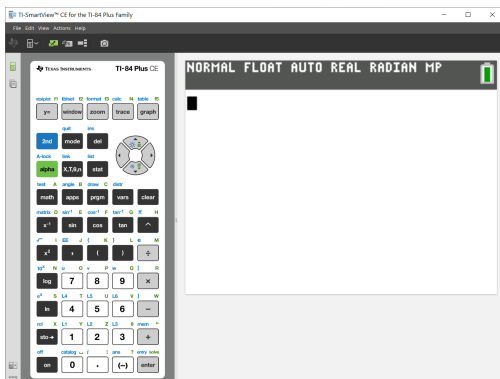 TI-SmartView™ CE for the TI-84 Plus Family
File Edit View Actions Help
TEXAS INSTRUMENTS TI-84 Plus CE
NORMAL FLOAT AUTO REAL RADIAN MP
statplot f1 tblset f2 format f3 calc f4 table f5
y= window zoom trace graph
quit ins
2nd mode del
A-lock link list
alpha X,T,θ,n stat
test A angle B draw C distr
math apps prgm vars clear
matrix D sin⁻¹ E cos⁻¹ F tan⁻¹ G π H
x⁻¹ sin cos tan ^
√ I EE J { K } L e M
x² , ( ) ÷
10ˣ N u O v P w Q [ R
log 7 8 9 ×
eˣ S L4 T L5 U L6 V ] W
ln 4 5 6 −
rcl X L1 Y L2 Z L3 θ mem "
sto→ 1 2 3 +
off catalog i : ans ? entry solve
on 0 . (−) enter